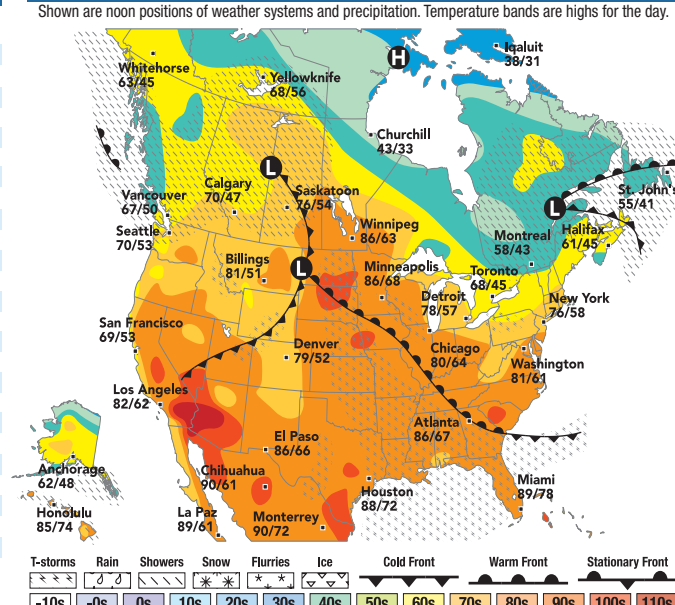 Shown are noon positions of weather systems and precipitation. Temperature bands are highs for the day.
H
Iqaluit
38/31
Whitehorse
63/45
Yellowknife
68/56
Churchill
43/33
L
Calgary
70/47
Saskatoon
76/54
Vancouver
67/50
Seattle
70/53
Winnipeg
86/63
L
St. John's
55/41
Montreal
58/43
Halifax
61/45
Billings
81/51
L
Minneapolis
86/68
Toronto
68/45
Detroit
78/57
New York
76/58
San Francisco
69/53
Denver
79/52
Chicago
80/64
Washington
81/61
Los Angeles
82/62
Atlanta
86/67
El Paso
86/66
Anchorage
62/48
Chihuahua
90/61
Houston
88/72
Miami
89/78
Honolulu
85/74
La Paz
89/61
Monterrey
90/72
T-storms Rain Showers Snow Flurries Ice Cold Front Warm Front Stationary Front
-10s -0s 0s 10s 20s 30s 40s 50s 60s 70s 80s 90s 100s 110s